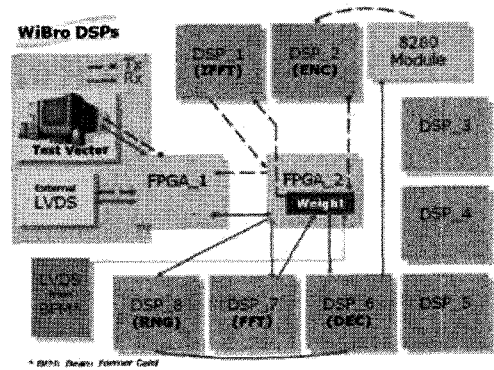 WiBro DSPs
Tx
Rx
Test Vector
External
LVDS
FPGA_1
DSP_1
(IFFT)
DSP_2
(ENC)
8260
Module
DSP_3
FPGA_2
Weight
DSP_4
LVDS
from
BFM*
DSP_8
(RNG)
DSP_7
(FFT)
DSP_6
(DEC)
DSP_5
* BFM: Beam Former Card